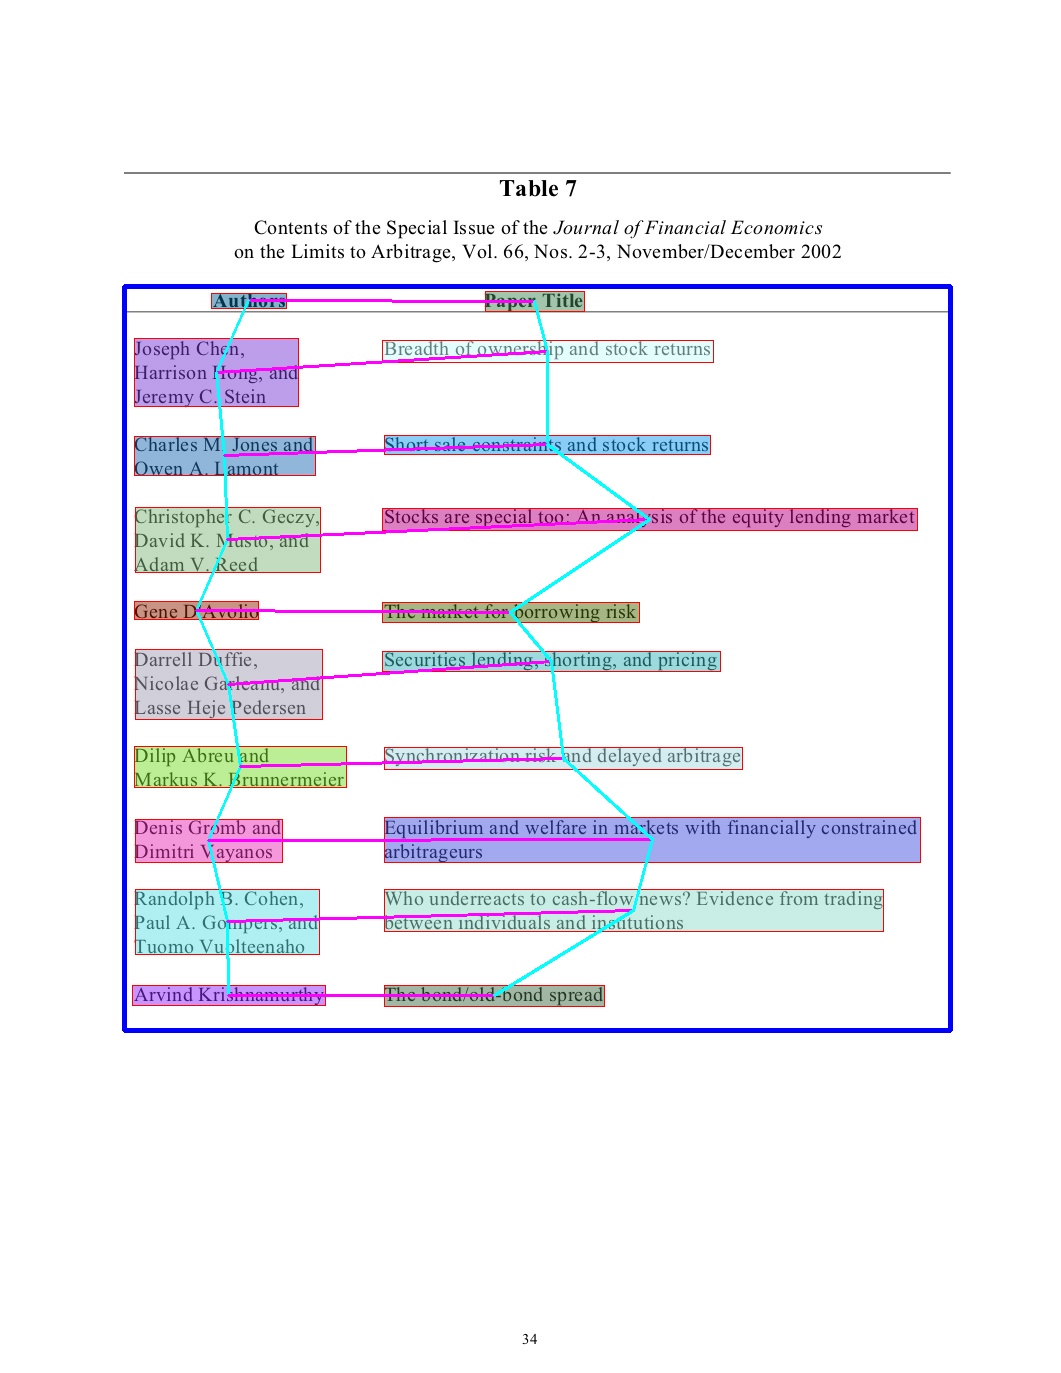 Table 7
Contents of the Special Issue of the Journal of Financial Economics
on the Limits to Arbitrage, Vol. 66, Nos. 2-3, November/December 2002
Authors Paper Title
Joseph Chen, Breadth of ownership and stock returns
Harrison Hong, and
Jeremy C. Stein
Charles M. Jones and Short sale constraints and stock returns
Owen A. Lamont
Christopher C. Geczy, Stocks are special too: An analysis of the equity lending market
David K. Musto, and
Adam V. Reed
Gene D'Avolio The market for borrowing risk
Darrell Duffie, Securities lending, shorting, and pricing
Nicolae Garleanu, and
Lasse Heje Pedersen
Dilip Abreu and Synchronization risk and delayed arbitrage
Markus K. Brunnermeier
Denis Gromb and Equilibrium and welfare in markets with financially constrained
Dimitri Vayanos arbitrageurs
Randolph B. Cohen, Who underreacts to cash-flow news? Evidence from trading
Paul A. Gompers, and between individuals and institutions
Tuomo Vuolteenaho
Arvind Krishnamurthy The bond/old-bond spread
34